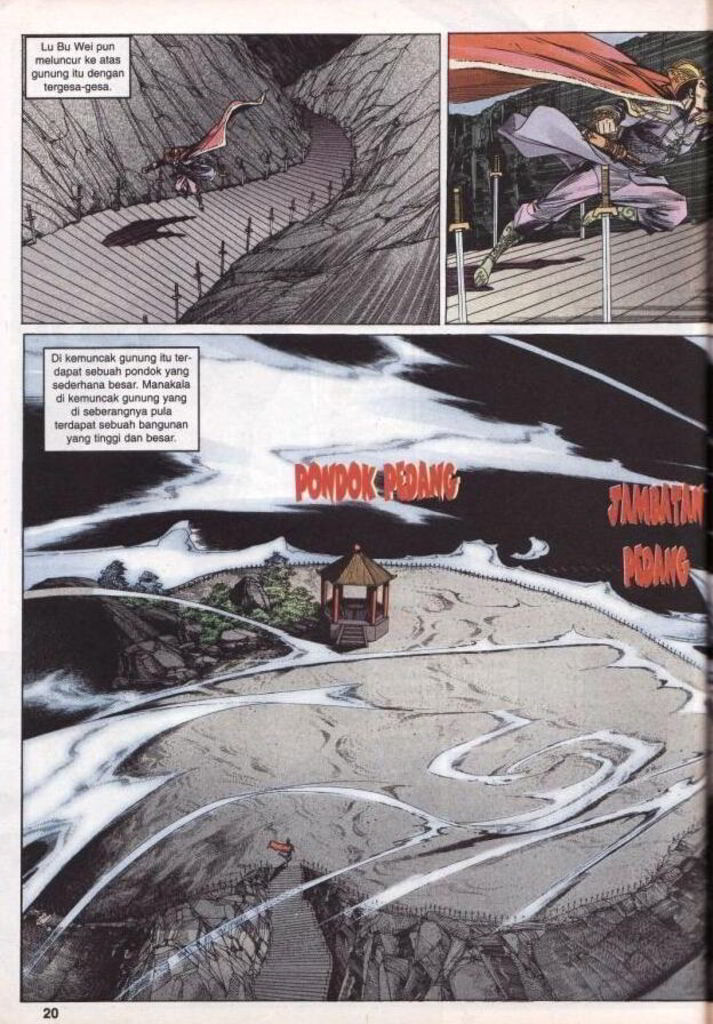 Lu Bu Wei pun
meluncur ke atas
gunung itu dengan
tergesa-gesa.
Di kemuncak gunung itu ter-
dapat sebuah pondok yang
sederhana besar. Manakala
di kemuncak gunung yang
di seberangnya pula
terdapat sebuah bangunan
yang tinggi dan besar.
PONDOK PEDANG
JAMBATAN
PEDANG
20